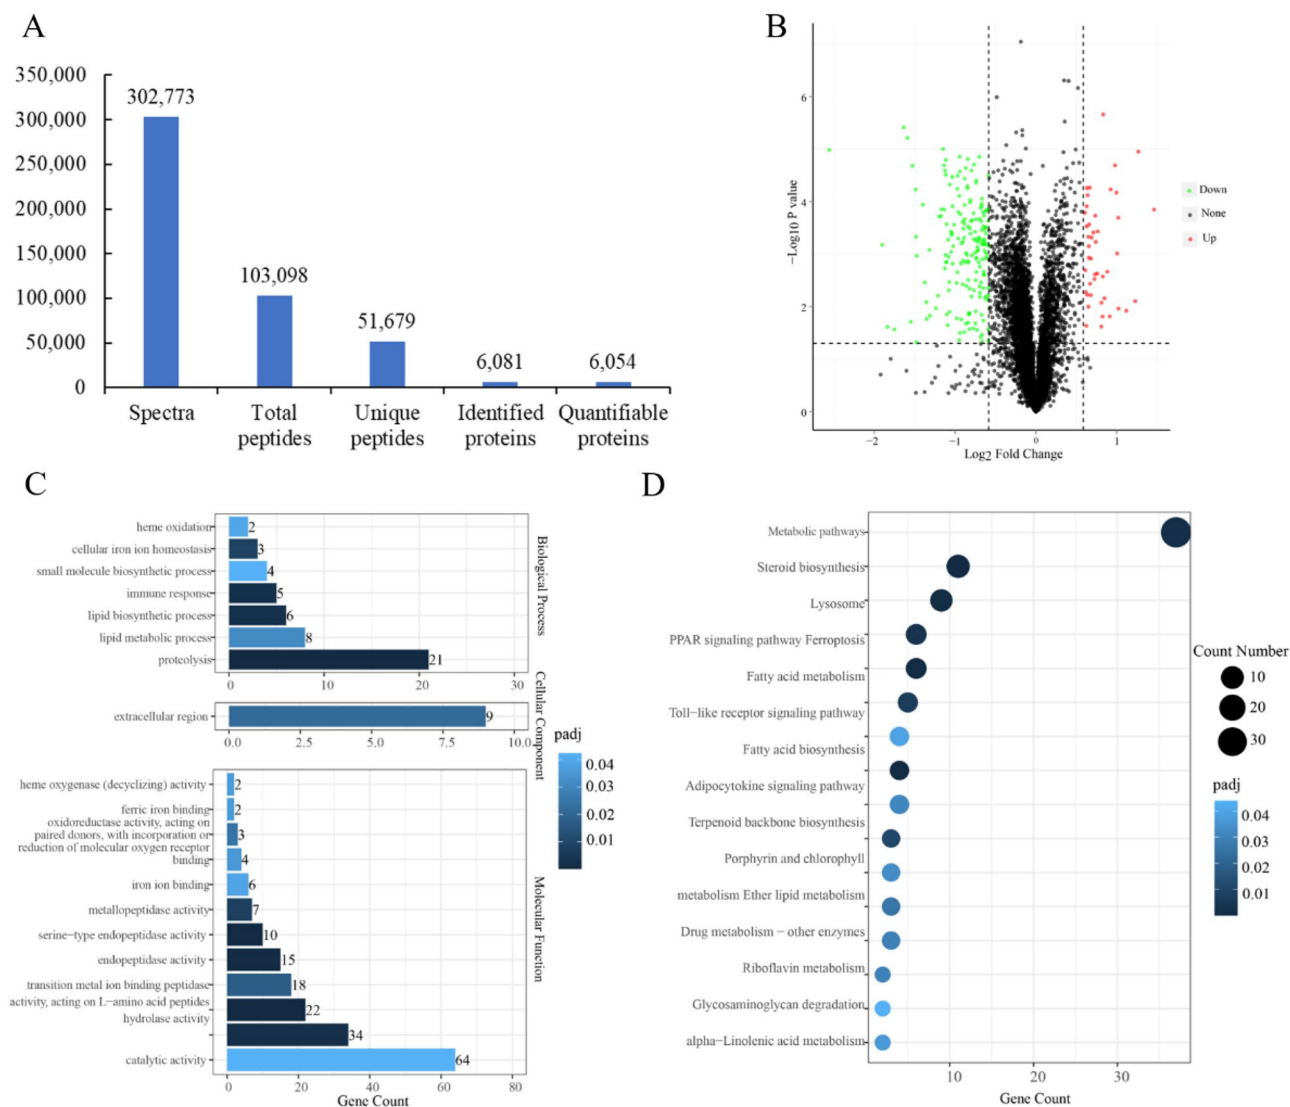 A
350,000
300,000
250,000
200,000
150,000
100,000
50,000
0
302,773
103,098
51,679
6,081
6,054
Spectra
Total
peptides
Unique
peptides
Identified
proteins
Quantifiable
proteins
B
−Log10 P value
6
4
2
0
−2
−1
0
1
Log2 Fold Change
Down
None
Up
C
heme oxidation
2
cellular iron ion homeostasis
3
small molecule biosynthetic process
4
immune response
5
lipid biosynthetic process
6
lipid metabolic process
8
proteolysis
21
0
10
20
30
Biological Process
extracellular region
9
0.0
2.5
5.0
7.5
10.0
Cellular Component
heme oxygenase (decyclizing) activity
2
ferric iron binding
2
oxidoreductase activity, acting on
paired donors, with incorporation or
3
reduction of molecular oxygen receptor
binding
4
iron ion binding
6
metallopeptidase activity
7
serine−type endopeptidase activity
10
endopeptidase activity
15
transition metal ion binding peptidase
18
activity, acting on L−amino acid peptides
22
hydrolase activity
34
catalytic activity
64
0
20
40
60
80
Gene Count
Molecular Function
padj
0.04
0.03
0.02
0.01
D
Metabolic pathways
Steroid biosynthesis
Lysosome
PPAR signaling pathway Ferroptosis
Fatty acid metabolism
Toll−like receptor signaling pathway
Fatty acid biosynthesis
Adipocytokine signaling pathway
Terpenoid backbone biosynthesis
Porphyrin and chlorophyll
metabolism Ether lipid metabolism
Drug metabolism − other enzymes
Riboflavin metabolism
Glycosaminoglycan degradation
alpha−Linolenic acid metabolism
10
20
30
Gene Count
Count Number
10
20
30
padj
0.04
0.03
0.02
0.01